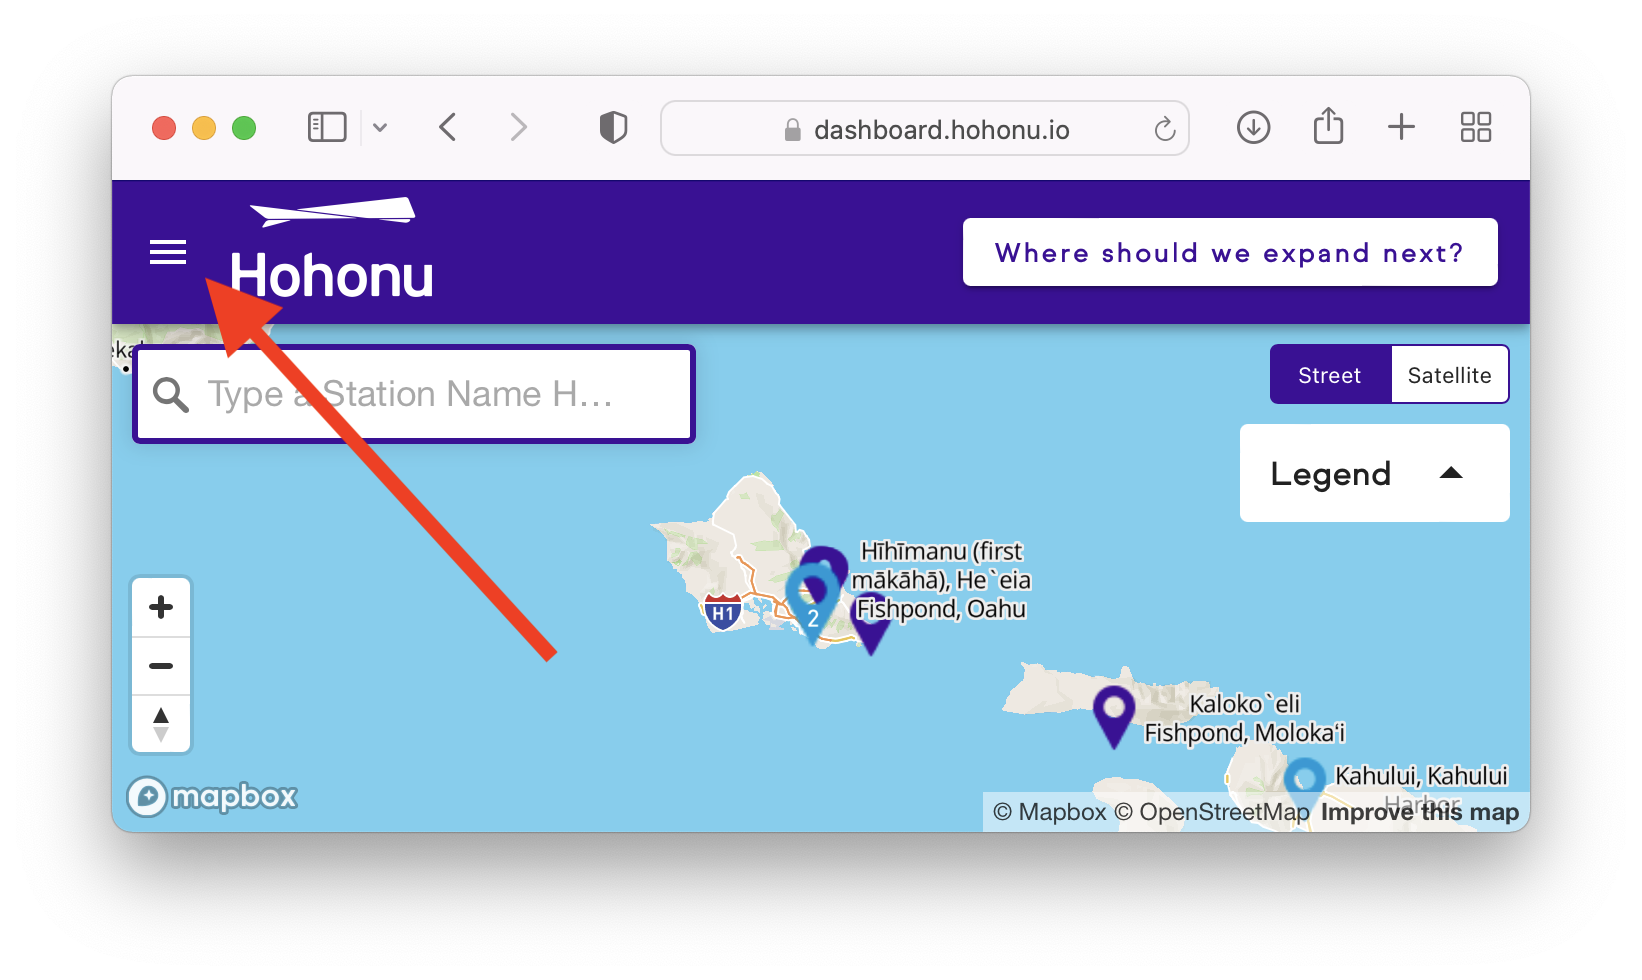 dashboard.hohonu.io
Hohonu
Where should we expand next?
Type a Station Name H...
Street
Satellite
Legend
Hīhīmanu (first
mākāhā), He`eia
Fishpond, Oahu
H1
2
Kaloko`eli
Fishpond, Molokaʻi
Kahului, Kahului
Harbor
mapbox
© Mapbox © OpenStreetMap Improve this map